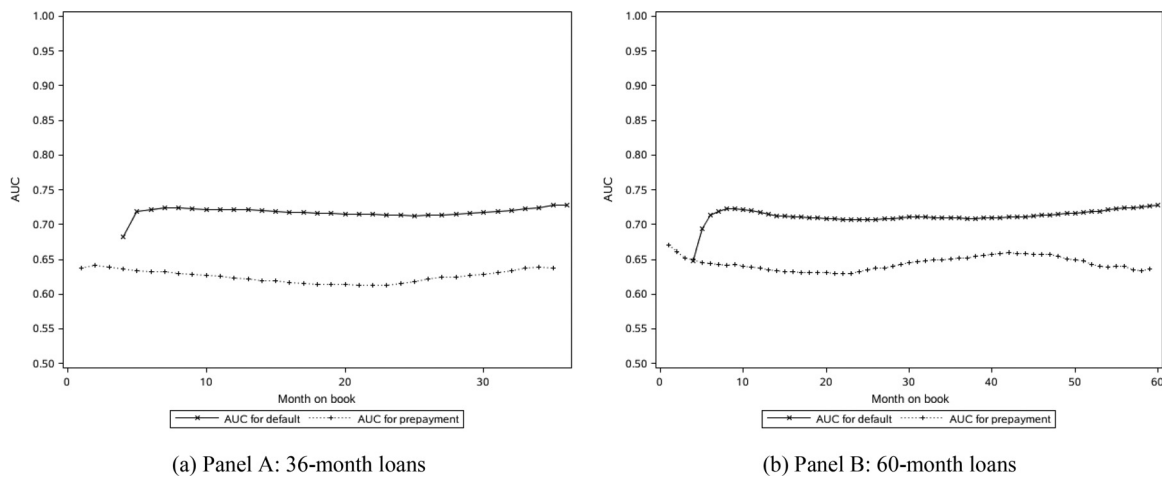 1.00
0.95
0.90
0.85
0.80
0.75
0.70
0.65
0.60
0.55
0.50
AUC
0 10 20 30
Month on book
AUC for default AUC for prepayment
(a) Panel A: 36-month loans
1.00
0.95
0.90
0.85
0.80
0.75
0.70
0.65
0.60
0.55
0.50
AUC
0 10 20 30 40 50 60
Month on book
AUC for default AUC for prepayment
(b) Panel B: 60-month loans